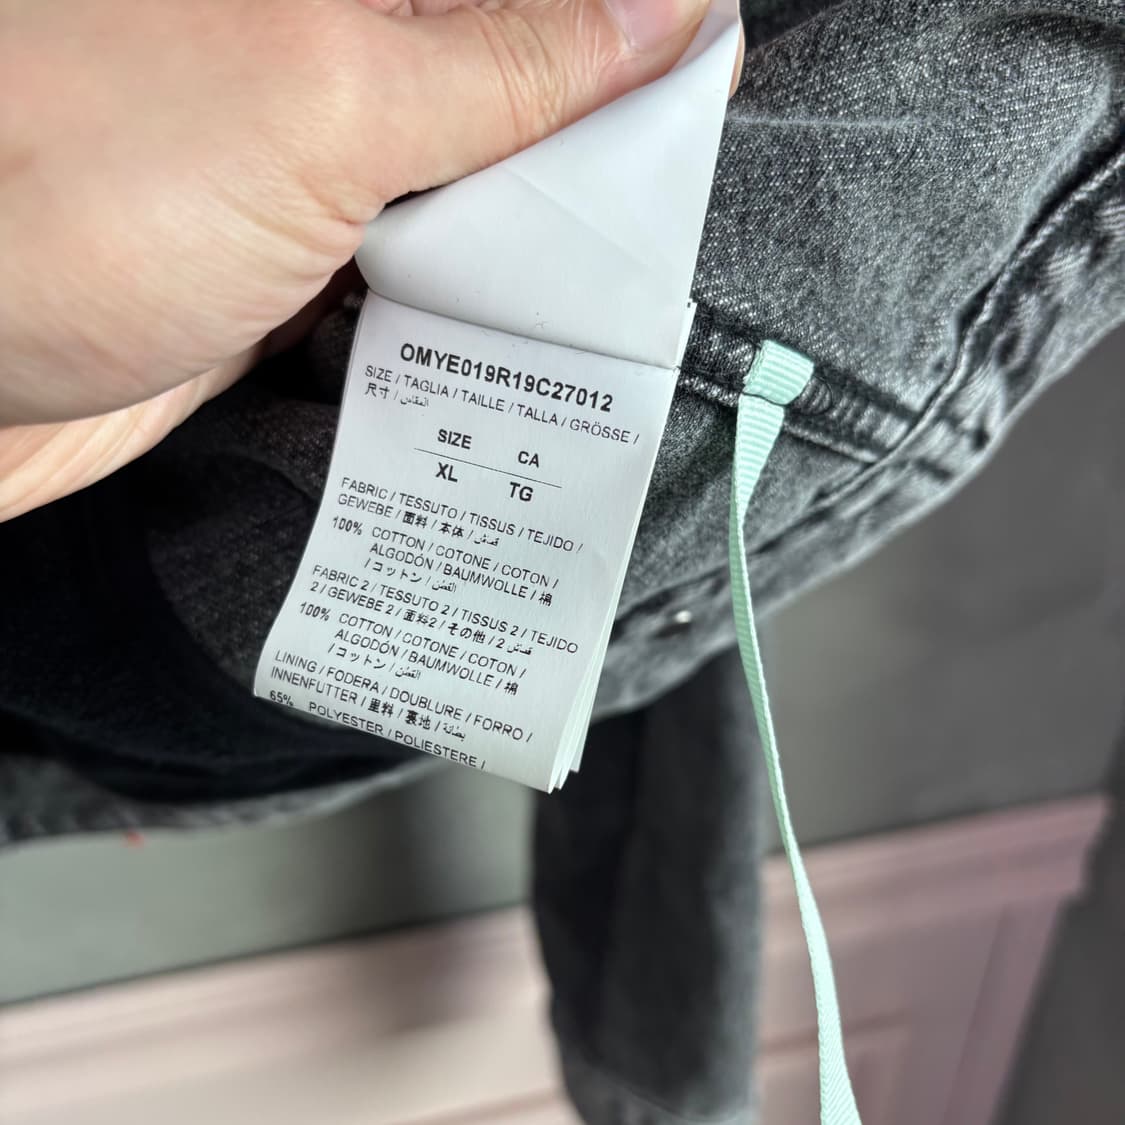 OMYE019R19C27012
SIZE / TAGLIA / TAILLE / TALLA / GRÖSSE /
尺寸 / المقاس
SIZE CA
XL TG
FABRIC / TESSUTO / TISSUS / TEJIDO /
GEWEBE / 面料 / 本体 / قماش
100% COTTON / COTONE / COTON /
ALGODÓN / BAUMWOLLE / 棉
/ コットン / القطن
FABRIC 2 / TESSUTO 2 / TISSUS 2 / TEJIDO
2 / GEWEBE 2 / 面料2 / その他 / 2 قماش
100% COTTON / COTONE / COTON /
ALGODÓN / BAUMWOLLE / 棉
/ コットン / القطن
LINING / FODERA / DOUBLURE / FORRO /
INNENFUTTER / 里料 / 裏地 / بطانة
65% POLYESTER / POLIESTERE /